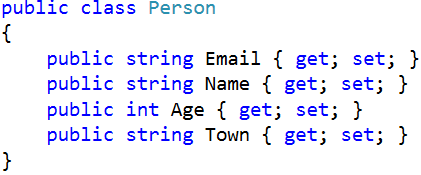 public class Person
{
    public string Email { get; set; }
    public string Name { get; set; }
    public int Age { get; set; }
    public string Town { get; set; }
}